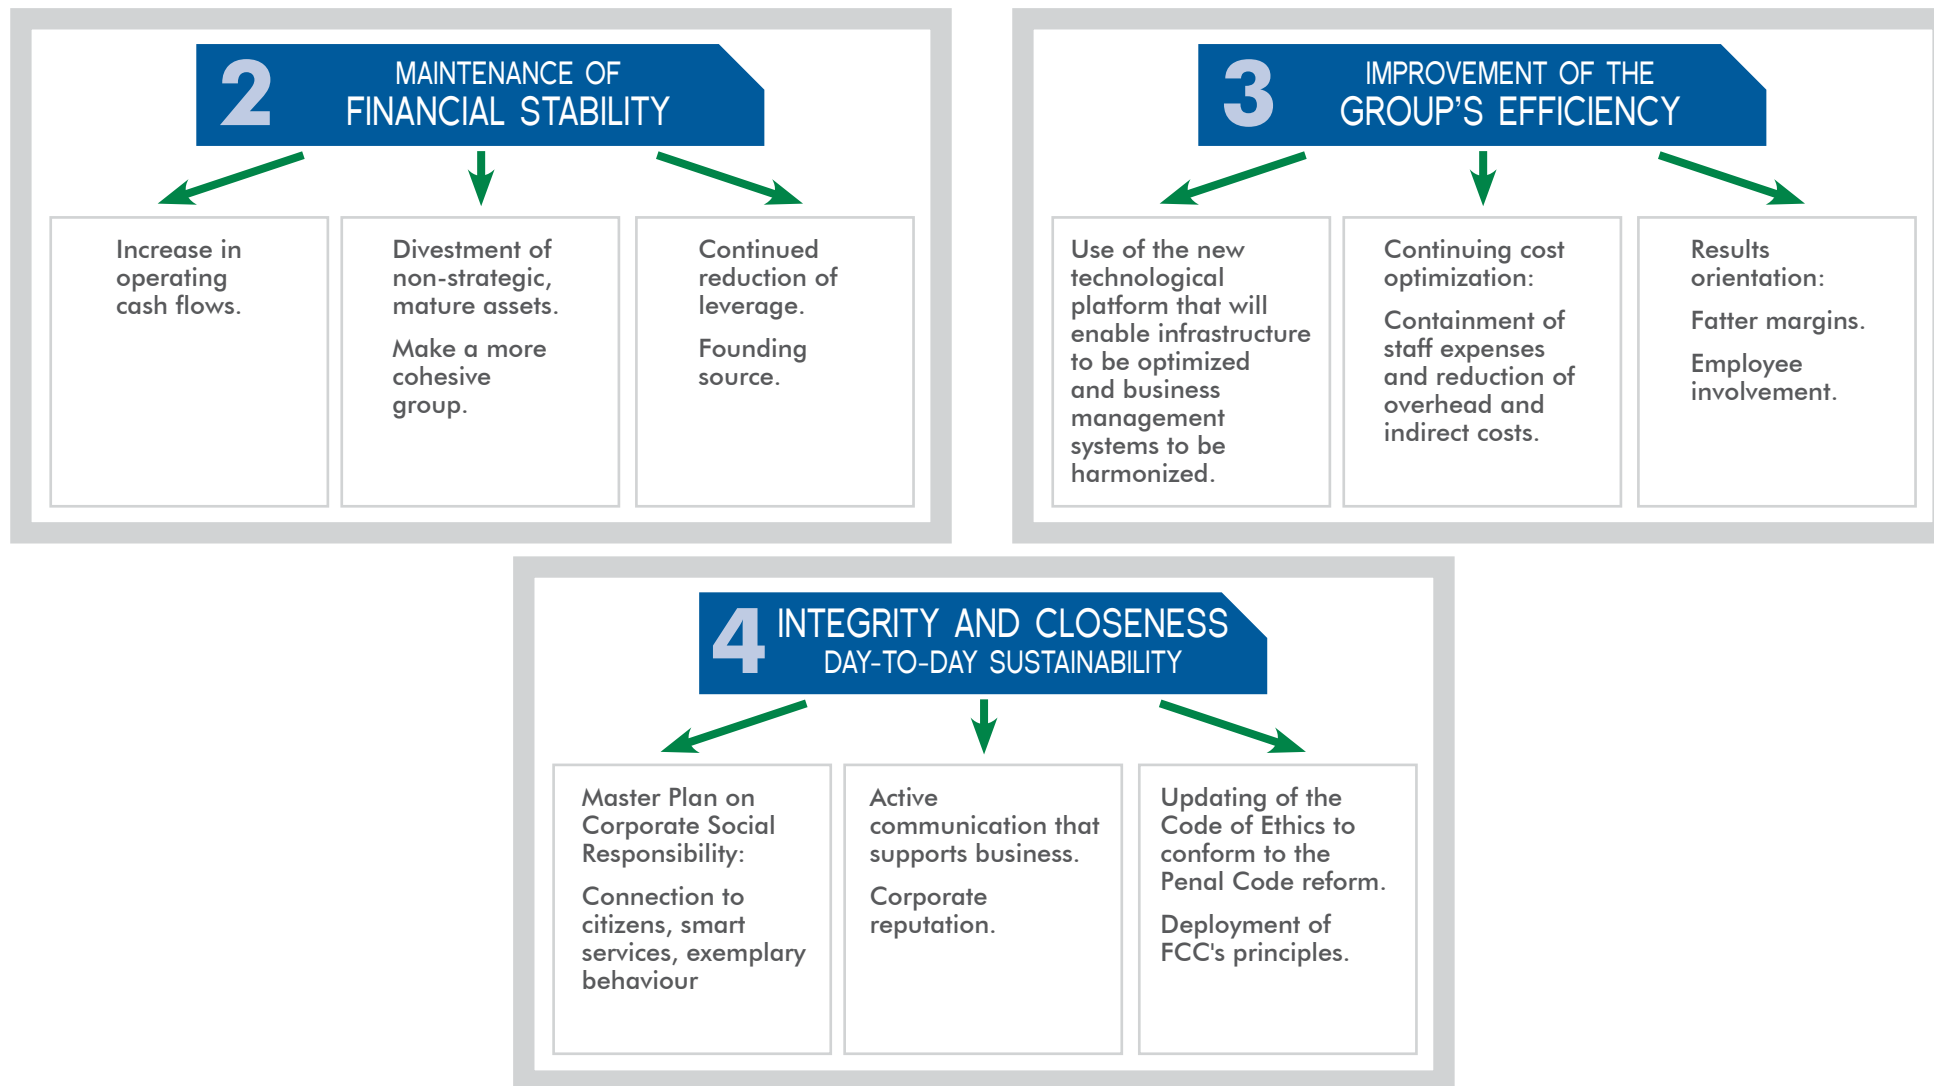 2
MAINTENANCE OF
FINANCIAL STABILITY
Increase in
operating
cash flows.
Divestment of
non-strategic,
mature assets.
Make a more
cohesive
group.
Continued
reduction of
leverage.
Founding
source.
3
IMPROVEMENT OF THE
GROUP'S EFFICIENCY
Use of the new
technological
platform that will
enable infrastructure
to be optimized
and business
management
systems to be
harmonized.
Continuing cost
optimization:
Containment of
staff expenses
and reduction of
overhead and
indirect costs.
Results
orientation:
Fatter margins.
Employee
involvement.
4
INTEGRITY AND CLOSENESS
DAY-TO-DAY SUSTAINABILITY
Master Plan on
Corporate Social
Responsibility:
Connection to
citizens, smart
services, exemplary
behaviour
Active
communication that
supports business.
Corporate
reputation.
Updating of the
Code of Ethics to
conform to the
Penal Code reform.
Deployment of
FCC's principles.